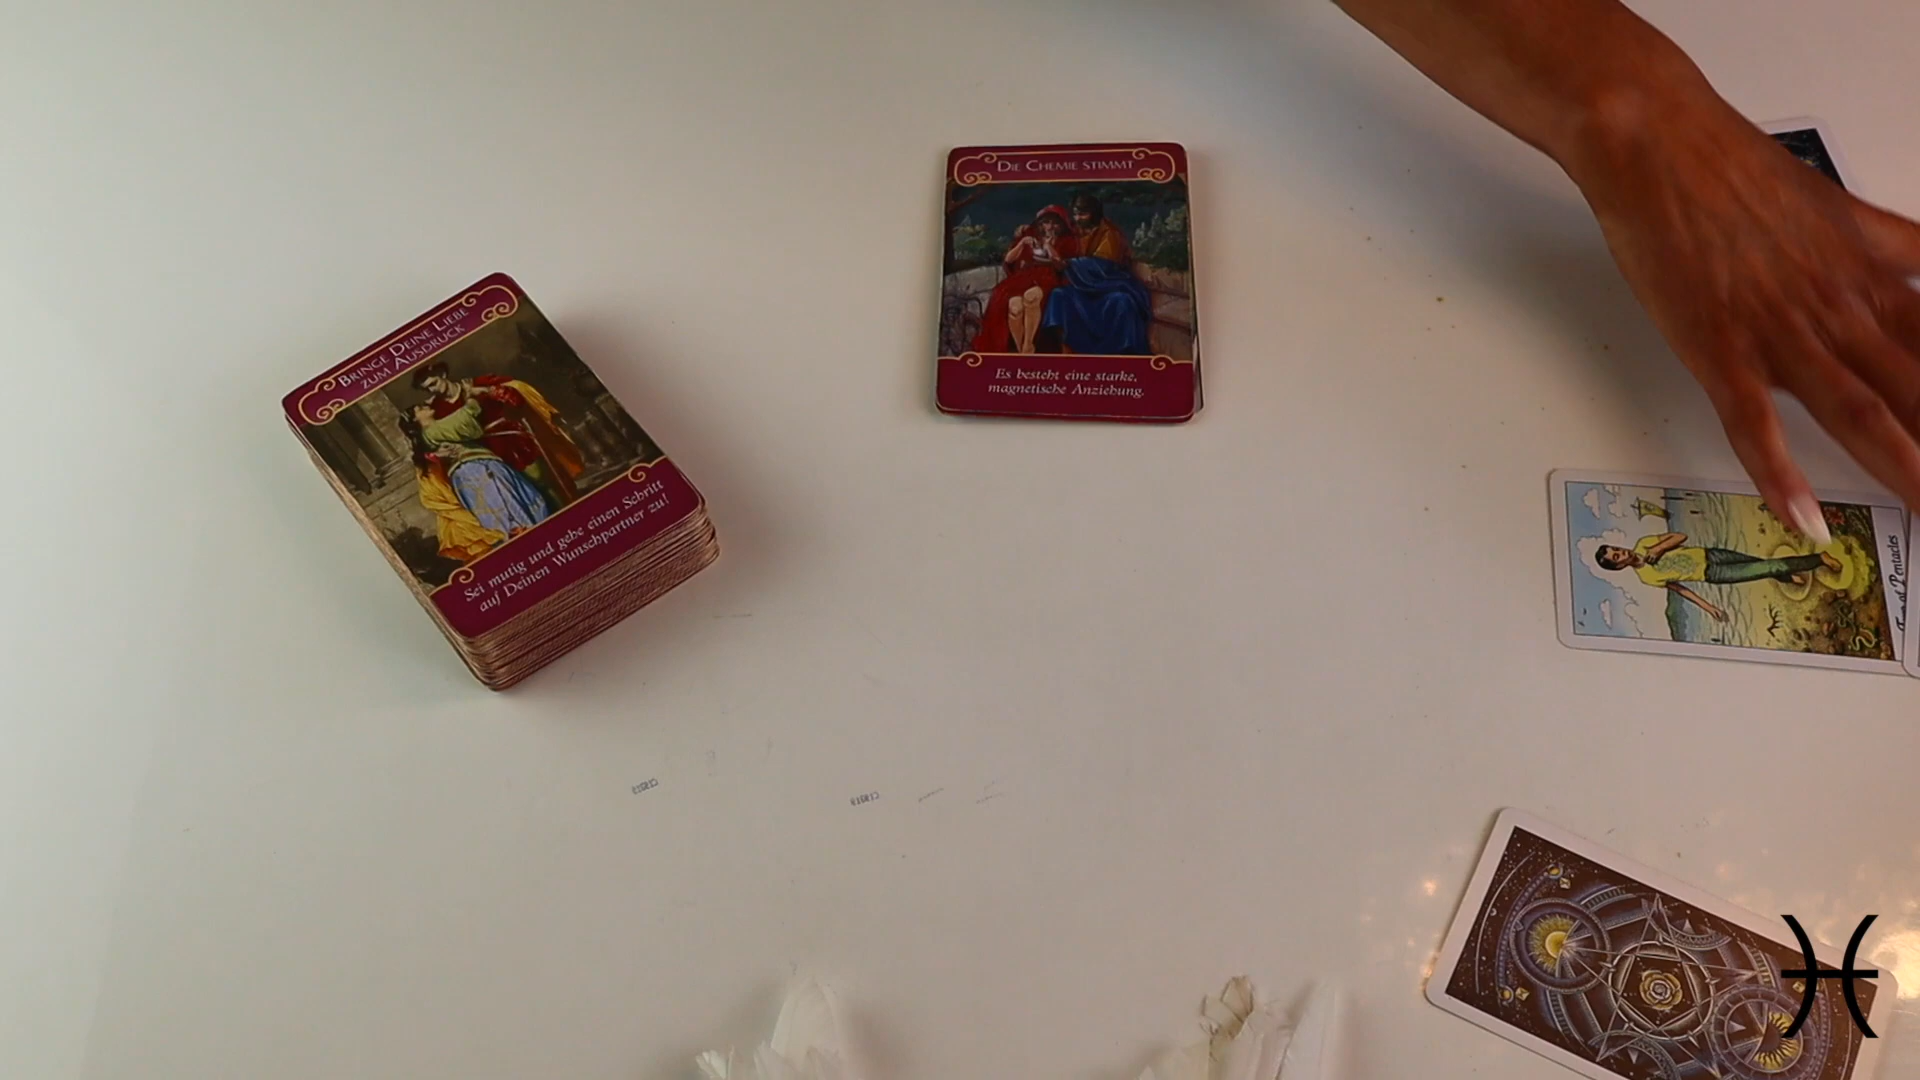 DIE CHEMIE STIMMT
Es besteht eine starke,
magnetische Anziehung.
BRINGE DEINE LIEBE
ZUM AUSDRUCK
Sei mutig und gehe einen Schritt
auf Deinen Wunschpartner zu!
of Pentacles